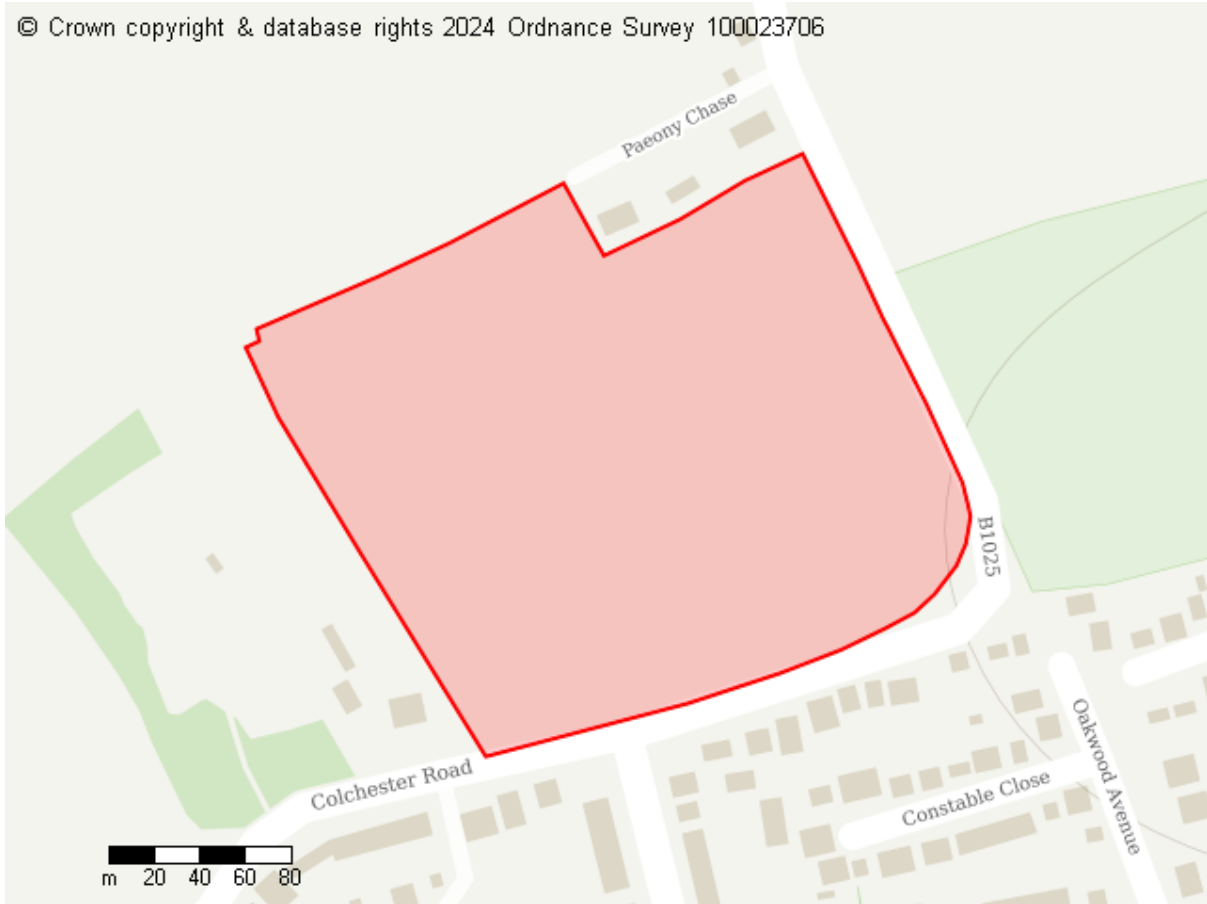 © Crown copyright & database rights 2024 Ordnance Survey 100023706
Paeony Chase
B1025
Colchester Road
Constable Close
Oakwood Avenue
m 20 40 60 80